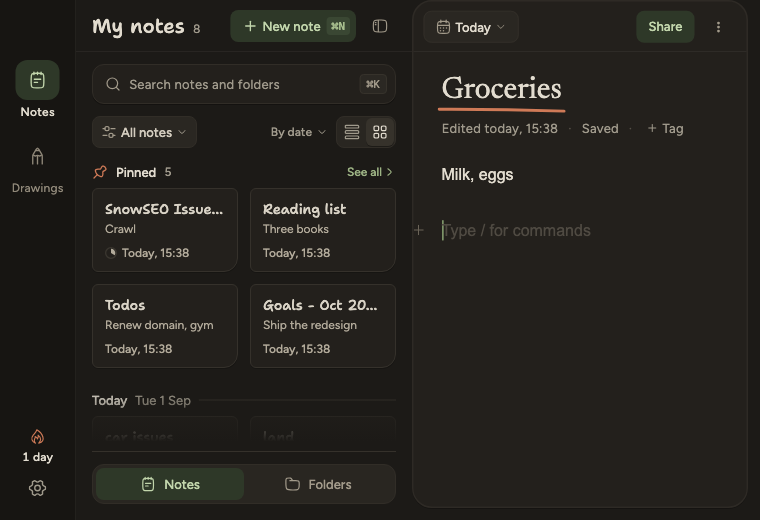 My notes 8
New note ⌘N
Today
Share
Notes
Drawings
Search notes and folders ⌘K
All notes
By date
Pinned 5
See all
SnowSEO Issue...
Crawl
Today, 15:38
Reading list
Three books
Today, 15:38
Todos
Renew domain, gym
Today, 15:38
Goals - Oct 20...
Ship the redesign
Today, 15:38
Today Tue 1 Sep
car issues
land
1 day
Notes
Folders
Groceries
Edited today, 15:38 · Saved · + Tag
Milk, eggs
Type / for commands